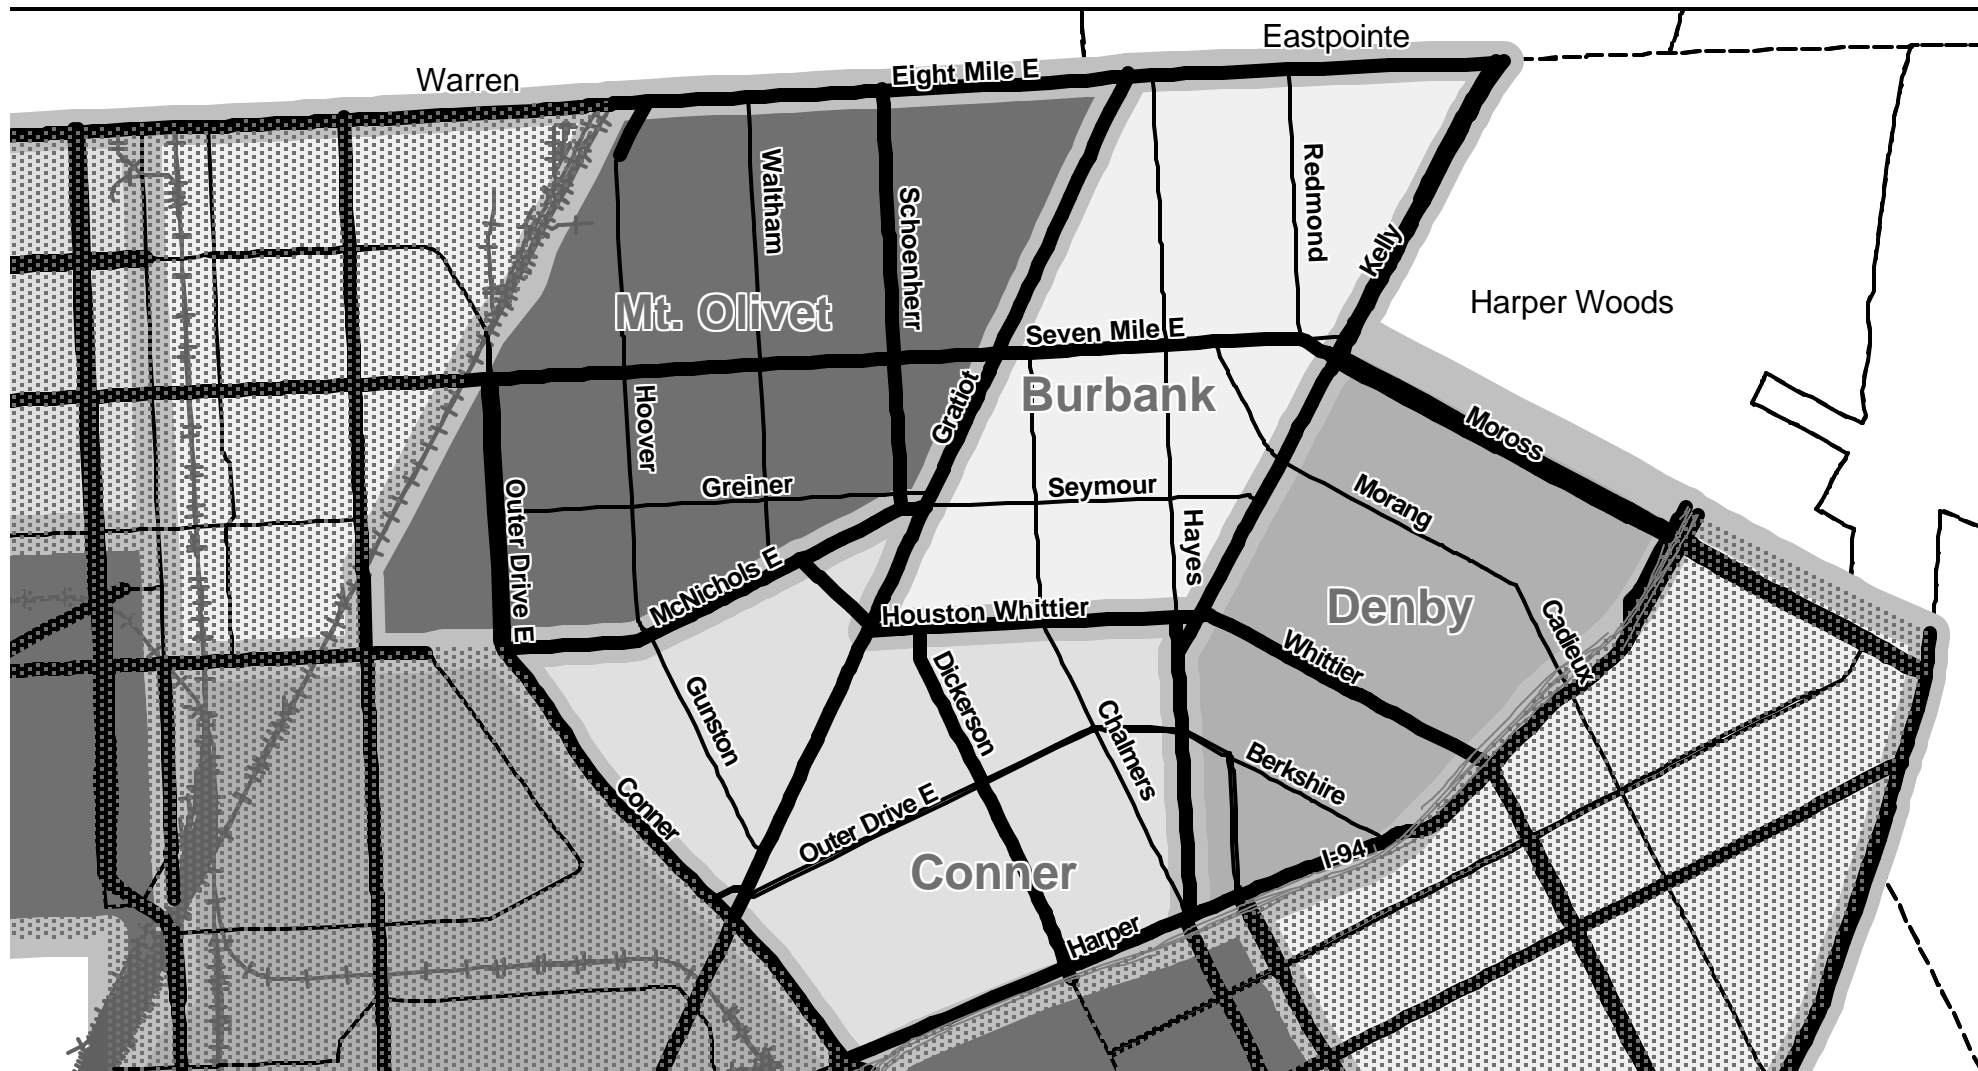 Eastpointe
Warren
Eight Mile E
Waltham
Redmond
Schoenherr
Kelly
Mt. Olivet
Harper Woods
Seven Mile E
Burbank
Hoover
Gratiot
Moross
Greiner
Seymour
Morang
Outer Drive E
Hayes
McNichols E
Houston Whittier
Denby
Cadieux
Whittier
Gunston
Dickerson
Chalmers
Berkshire
Conner
Outer Drive E
I-94
Conner
Harper